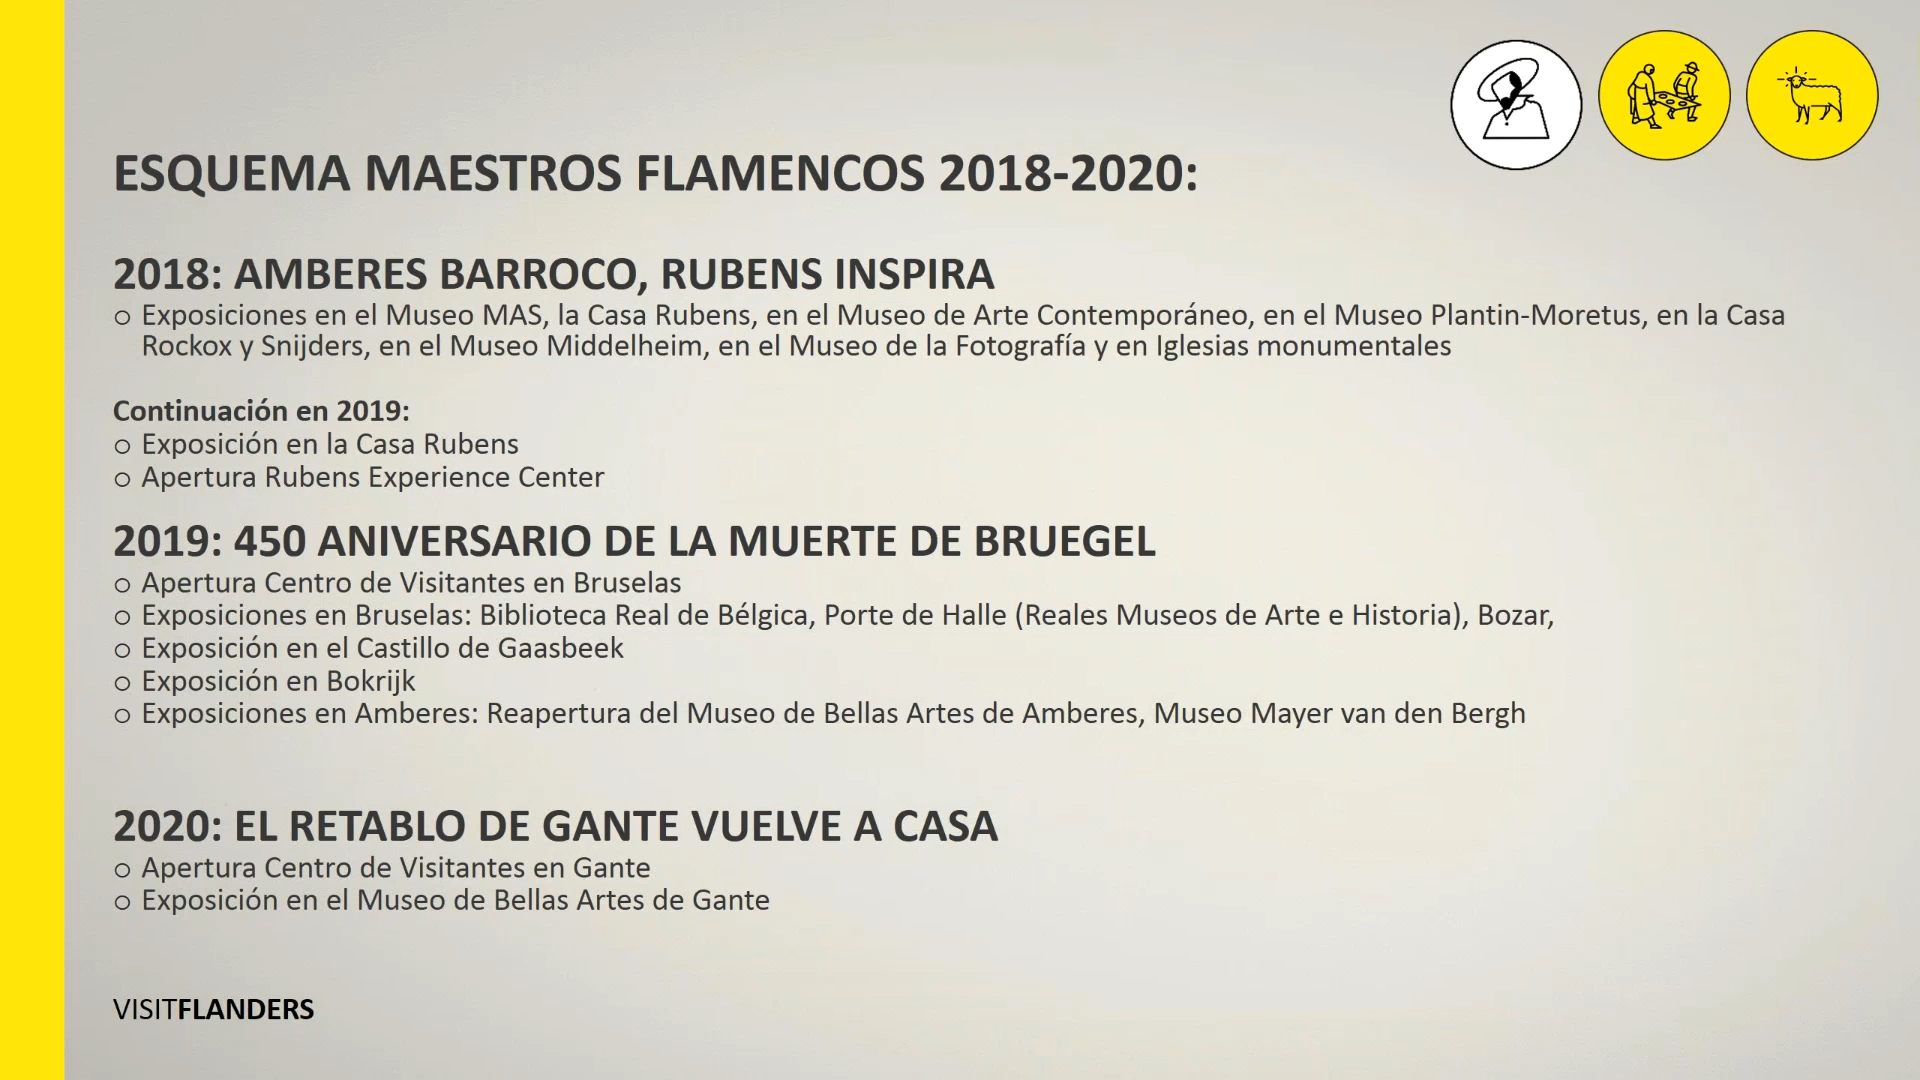 ESQUEMA MAESTROS FLAMENCOS 2018-2020:
2018: AMBERES BARROCO, RUBENS INSPIRA
o Exposiciones en el Museo MAS, la Casa Rubens, en el Museo de Arte Contemporáneo, en el Museo Plantin-Moretus, en la Casa
Rockox y Snijders, en el Museo Middelheim, en el Museo de la Fotografía y en Iglesias monumentales
Continuación en 2019:
o Exposición en la Casa Rubens
o Apertura Rubens Experience Center
2019: 450 ANIVERSARIO DE LA MUERTE DE BRUEGEL
o Apertura Centro de Visitantes en Bruselas
o Exposiciones en Bruselas: Biblioteca Real de Bélgica, Porte de Halle (Reales Museos de Arte e Historia), Bozar,
o Exposición en el Castillo de Gaasbeek
o Exposición en Bokrijk
o Exposiciones en Amberes: Reapertura del Museo de Bellas Artes de Amberes, Museo Mayer van den Bergh
2020: EL RETABLO DE GANTE VUELVE A CASA
o Apertura Centro de Visitantes en Gante
o Exposición en el Museo de Bellas Artes de Gante
VISITFLANDERS